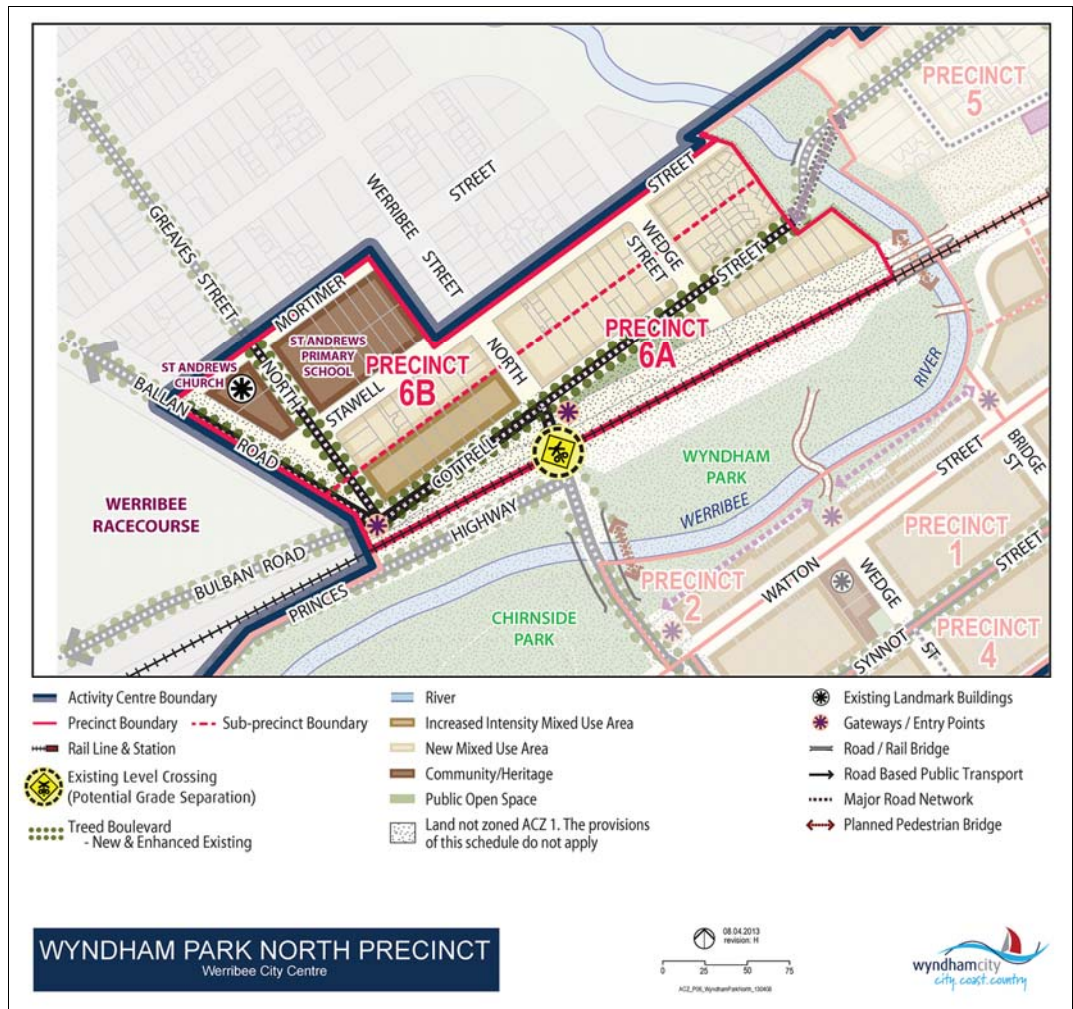 PRECINCT
5
WERRIBEE
STREET
STREET
GREAVES
STREET
STREET
WEDGE
STREET
MORTIMER
STREET
ST ANDREWS
PRIMARY
SCHOOL
PRECINCT
6A
ST ANDREWS
CHURCH
PRECINCT
6B
NORTH
NORTH
STAWELL
BALLAN
ROAD
COTTRELL
RIVER
WYNDHAM
PARK
STREET
BRIDGE
ST
WERRIBEE
RACECOURSE
HIGHWAY
WERRIBEE
PRECINCT
1
BULBAN ROAD
PRINCES
WATTON
WEDGE
ST
STREET
PRECINCT
2
CHIRNSIDE
PARK
SYNNOT
PRECINCT
4
Activity Centre Boundary
Precinct Boundary
Sub-precinct Boundary
Rail Line & Station
Existing Level Crossing
(Potential Grade Separation)
Treed Boulevard
- New & Enhanced Existing
River
Increased Intensity Mixed Use Area
New Mixed Use Area
Community/Heritage
Public Open Space
Land not zoned ACZ 1. The provisions
of this schedule do not apply
Existing Landmark Buildings
Gateways / Entry Points
Road / Rail Bridge
Road Based Public Transport
Major Road Network
Planned Pedestrian Bridge
WYNDHAM PARK NORTH PRECINCT
Werribee City Centre
08.04.2013
revision: H
0 25 50 75
ACZ_P06_WyndhamParkNorth_130408
wyndhamcity
city. coast. country